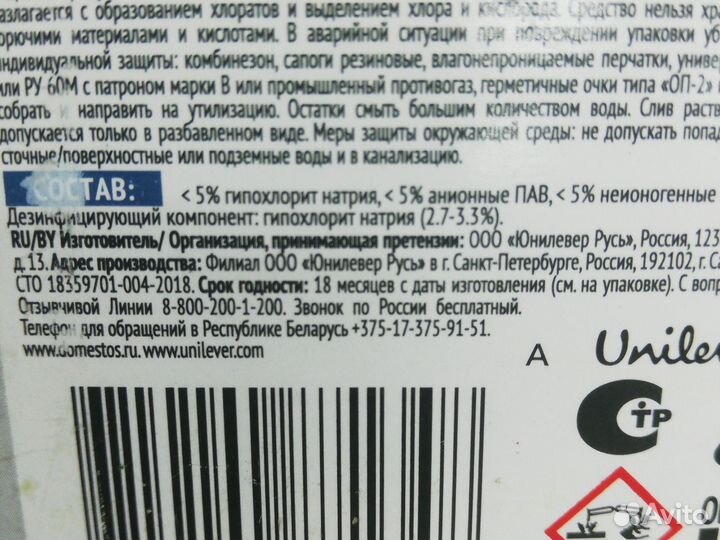 разлагается с образованием хлоратов и выделением хлора и кислорода. Средство нельзя хра
горючими материалами и кислотами. В аварийной ситуации при повреждении упаковки уб
индивидуальной защиты: комбинезон, сапоги резиновые, влагонепроницаемые перчатки, универ
или РУ 60М с патроном марки В или промышленный противогаз, герметичные очки типа «ОП-2»
собрать и направить на утилизацию. Остатки смыть большим количеством воды. Слив раств
допускается только в разбавленном виде. Меры защиты окружающей среды: не допускать попад
сточные/поверхностные или подземные воды и в канализацию.
СОСТАВ: < 5% гипохлорит натрия, < 5% анионные ПАВ, < 5% неионогенные
Дезинфицирующий компонент: гипохлорит натрия (2.7-3.3%).
RU/BY Изготовитель/ Организация, принимающая претензии: ООО «Юнилевер Русь», Россия, 123
д.13. Адрес производства: Филиал ООО «Юнилевер Русь» в г. Санкт-Петербурге, Россия, 192102, г. Са
СТО 18359701-004-2018. Срок годности: 18 месяцев с даты изготовления (см. на упаковке). С вопр
Отзывчивой Линии 8-800-200-1-200. Звонок по России бесплатный.
Телефон для обращений в Республике Беларусь +375-17-375-91-51.
www.domestos.ru. www.unilever.com
А Unilev
СТР
Avito